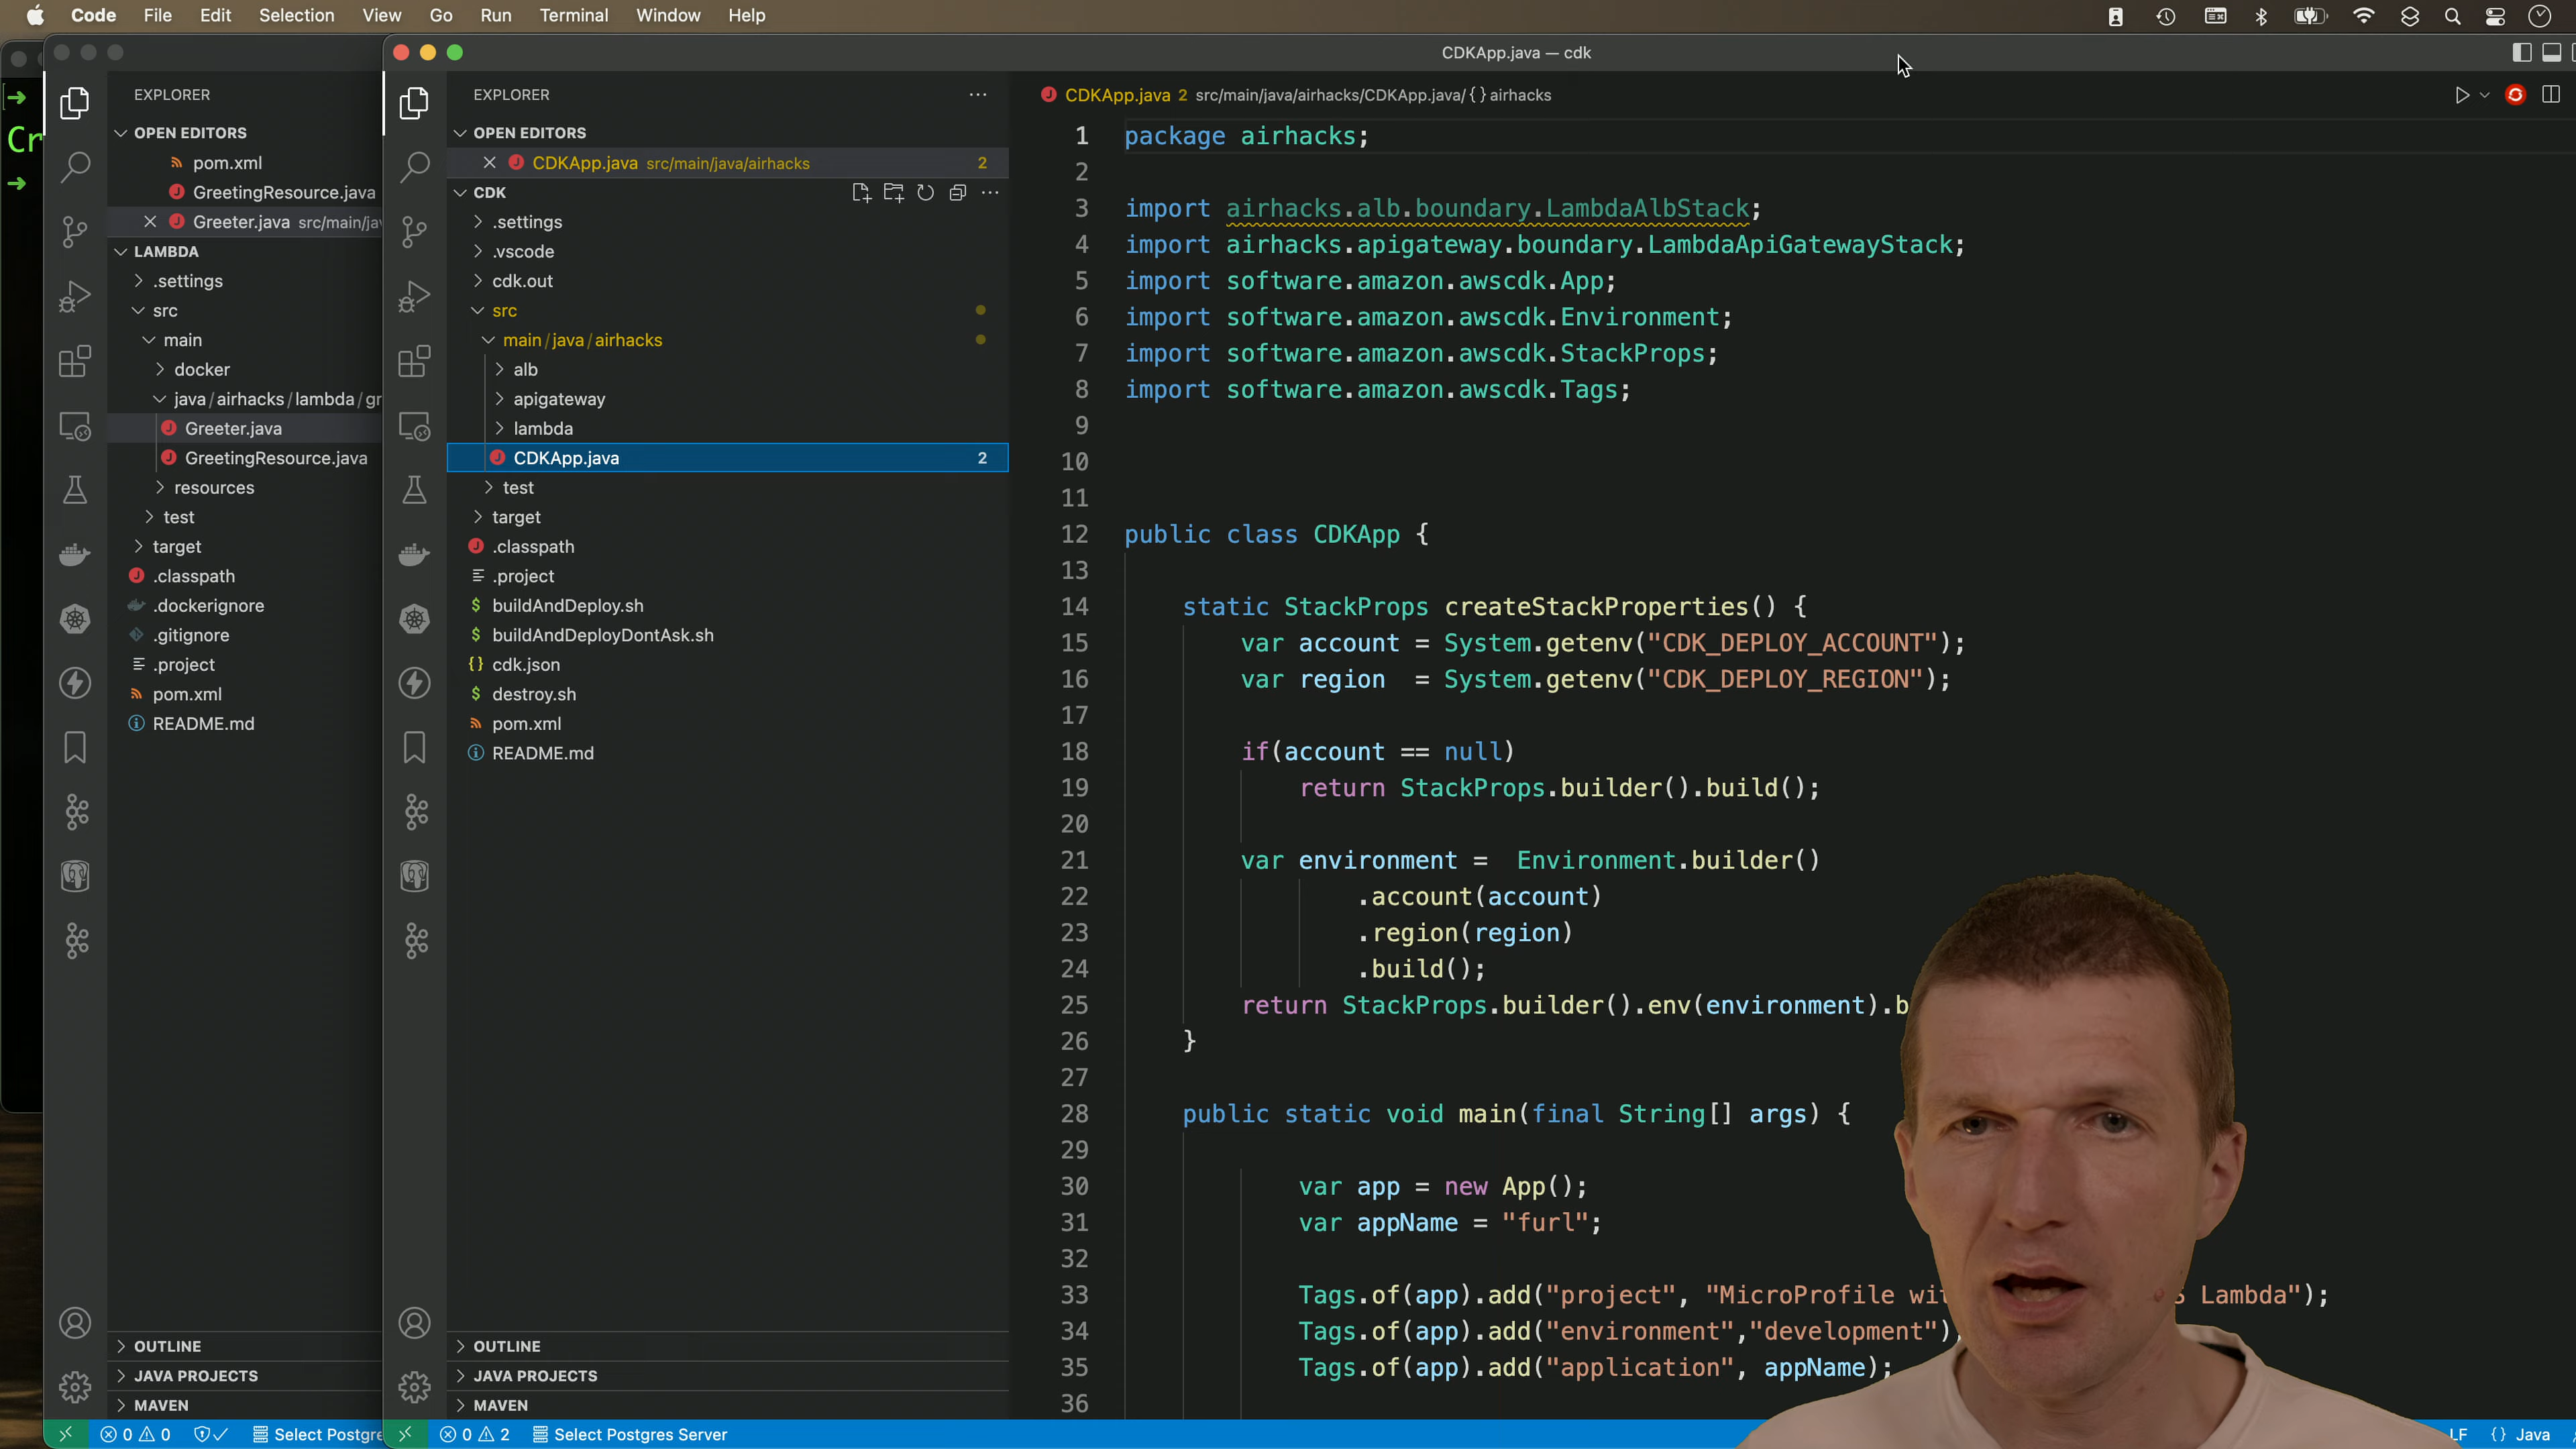 Code File Edit Selection View Go Run Terminal Window Help
CDKApp.java — cdk
Cr
EXPLORER
OPEN EDITORS
pom.xml
GreetingResource.java
Greeter.java src/main/jav
LAMBDA
.settings
src
main
docker
java/airhacks/lambda/gr
Greeter.java
GreetingResource.java
resources
test
target
.classpath
.dockerignore
.gitignore
.project
pom.xml
README.md
OUTLINE
JAVA PROJECTS
MAVEN
0 0 Select Postgre
EXPLORER
OPEN EDITORS
CDKApp.java src/main/java/airhacks 2
CDK
.settings
.vscode
cdk.out
src
main/java/airhacks
alb
apigateway
lambda
CDKApp.java 2
test
target
.classpath
.project
buildAndDeploy.sh
buildAndDeployDontAsk.sh
cdk.json
destroy.sh
pom.xml
README.md
OUTLINE
JAVA PROJECTS
MAVEN
0 2 Select Postgres Server
CDKApp.java 2 src/main/java/airhacks/CDKApp.java/{} airhacks
1 package airhacks;
2
3 import airhacks.alb.boundary.LambdaAlbStack;
4 import airhacks.apigateway.boundary.LambdaApiGatewayStack;
5 import software.amazon.awscdk.App;
6 import software.amazon.awscdk.Environment;
7 import software.amazon.awscdk.StackProps;
8 import software.amazon.awscdk.Tags;
9
10
11
12 public class CDKApp {
13
14 static StackProps createStackProperties() {
15 var account = System.getenv("CDK_DEPLOY_ACCOUNT");
16 var region = System.getenv("CDK_DEPLOY_REGION");
17
18 if(account == null)
19 return StackProps.builder().build();
20
21 var environment = Environment.builder()
22 .account(account)
23 .region(region)
24 .build();
25 return StackProps.builder().env(environment).b
26 }
27
28 public static void main(final String[] args) {
29
30 var app = new App();
31 var appName = "furl";
32
33 Tags.of(app).add("project", "MicroProfile wi Lambda");
34 Tags.of(app).add("environment","development")
35 Tags.of(app).add("application", appName);
36
LF {} Java